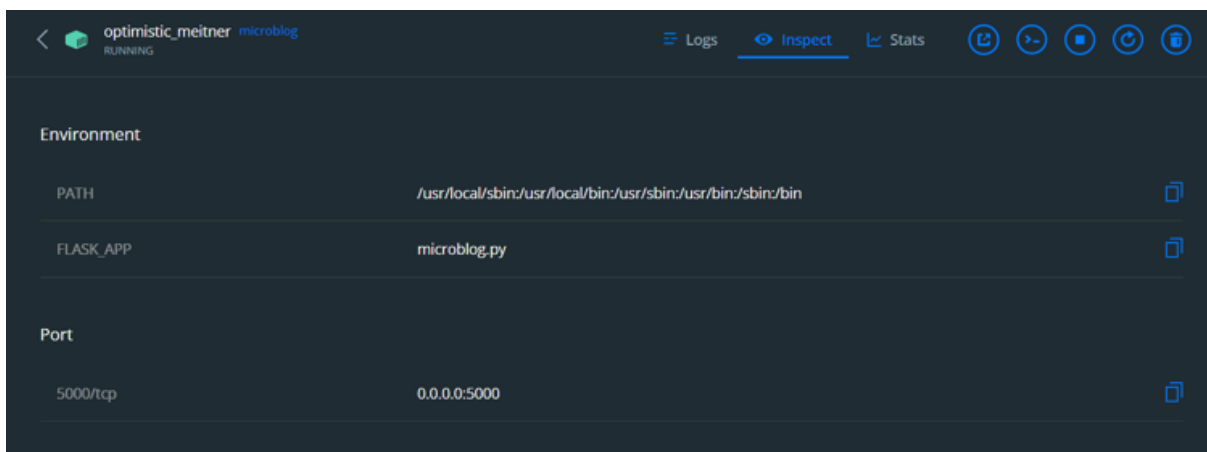 optimistic_meitner microblog
RUNNING
Logs Inspect Stats
Environment
PATH /usr/local/sbin:/usr/local/bin:/usr/sbin:/usr/bin:/sbin:/bin
FLASK_APP microblog.py
Port
5000/tcp 0.0.0.0:5000